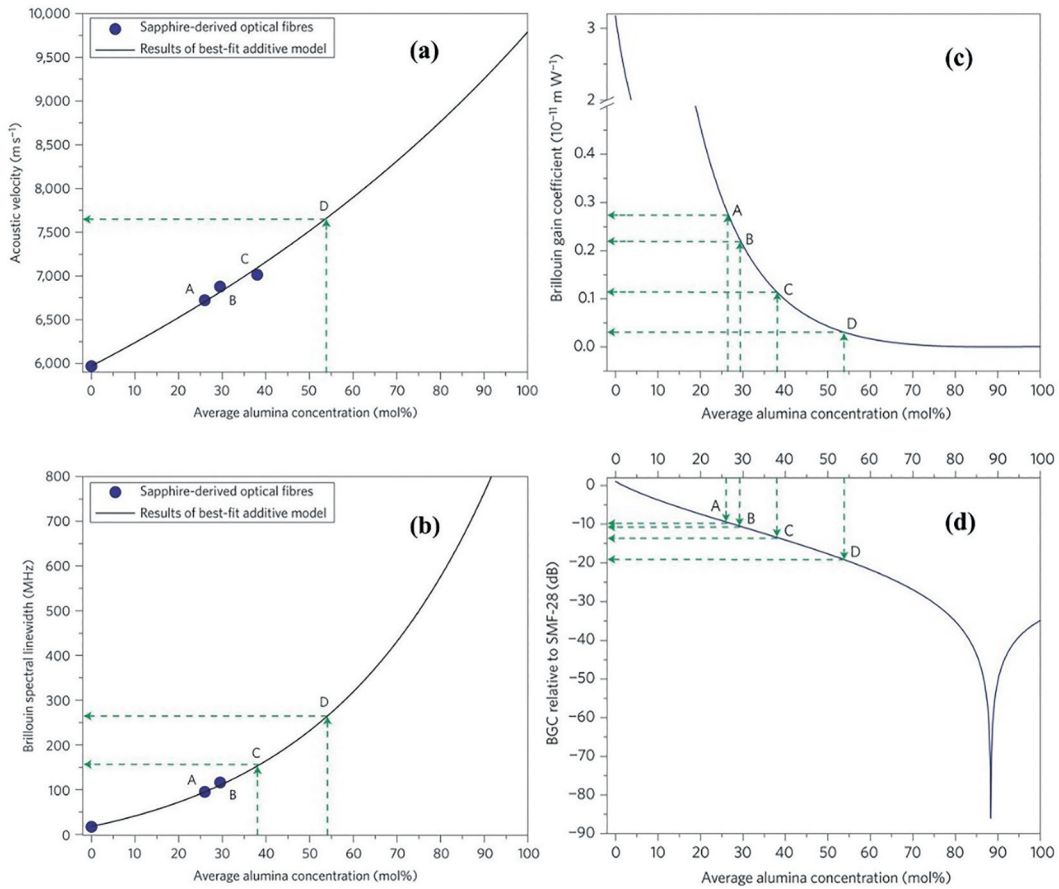 10,000
9,500
9,000
8,500
8,000
7,500
7,000
6,500
6,000
Acoustic velocity (m s⁻¹)
Sapphire-derived optical fibres
Results of best-fit additive model
(a)
A
B
C
D
0 10 20 30 40 50 60 70 80 90 100
Average alumina concentration (mol%)
3
2
0.4
0.3
0.2
0.1
0.0
Brillouin gain coefficient (10⁻¹¹ m W⁻¹)
(c)
A
B
C
D
0 10 20 30 40 50 60 70 80 90 100
Average alumina concentration (mol%)
800
700
600
500
400
300
200
100
0
Brillouin spectral linewidth (MHz)
Sapphire-derived optical fibres
Results of best-fit additive model
(b)
A
B
C
D
0 10 20 30 40 50 60 70 80 90 100
Average alumina concentration (mol%)
0 10 20 30 40 50 60 70 80 90 100
0
−10
−20
−30
−40
−50
−60
−70
−80
−90
BGC relative to SMF-28 (dB)
(d)
A
B
C
D
0 10 20 30 40 50 60 70 80 90 100
Average alumina concentration (mol%)